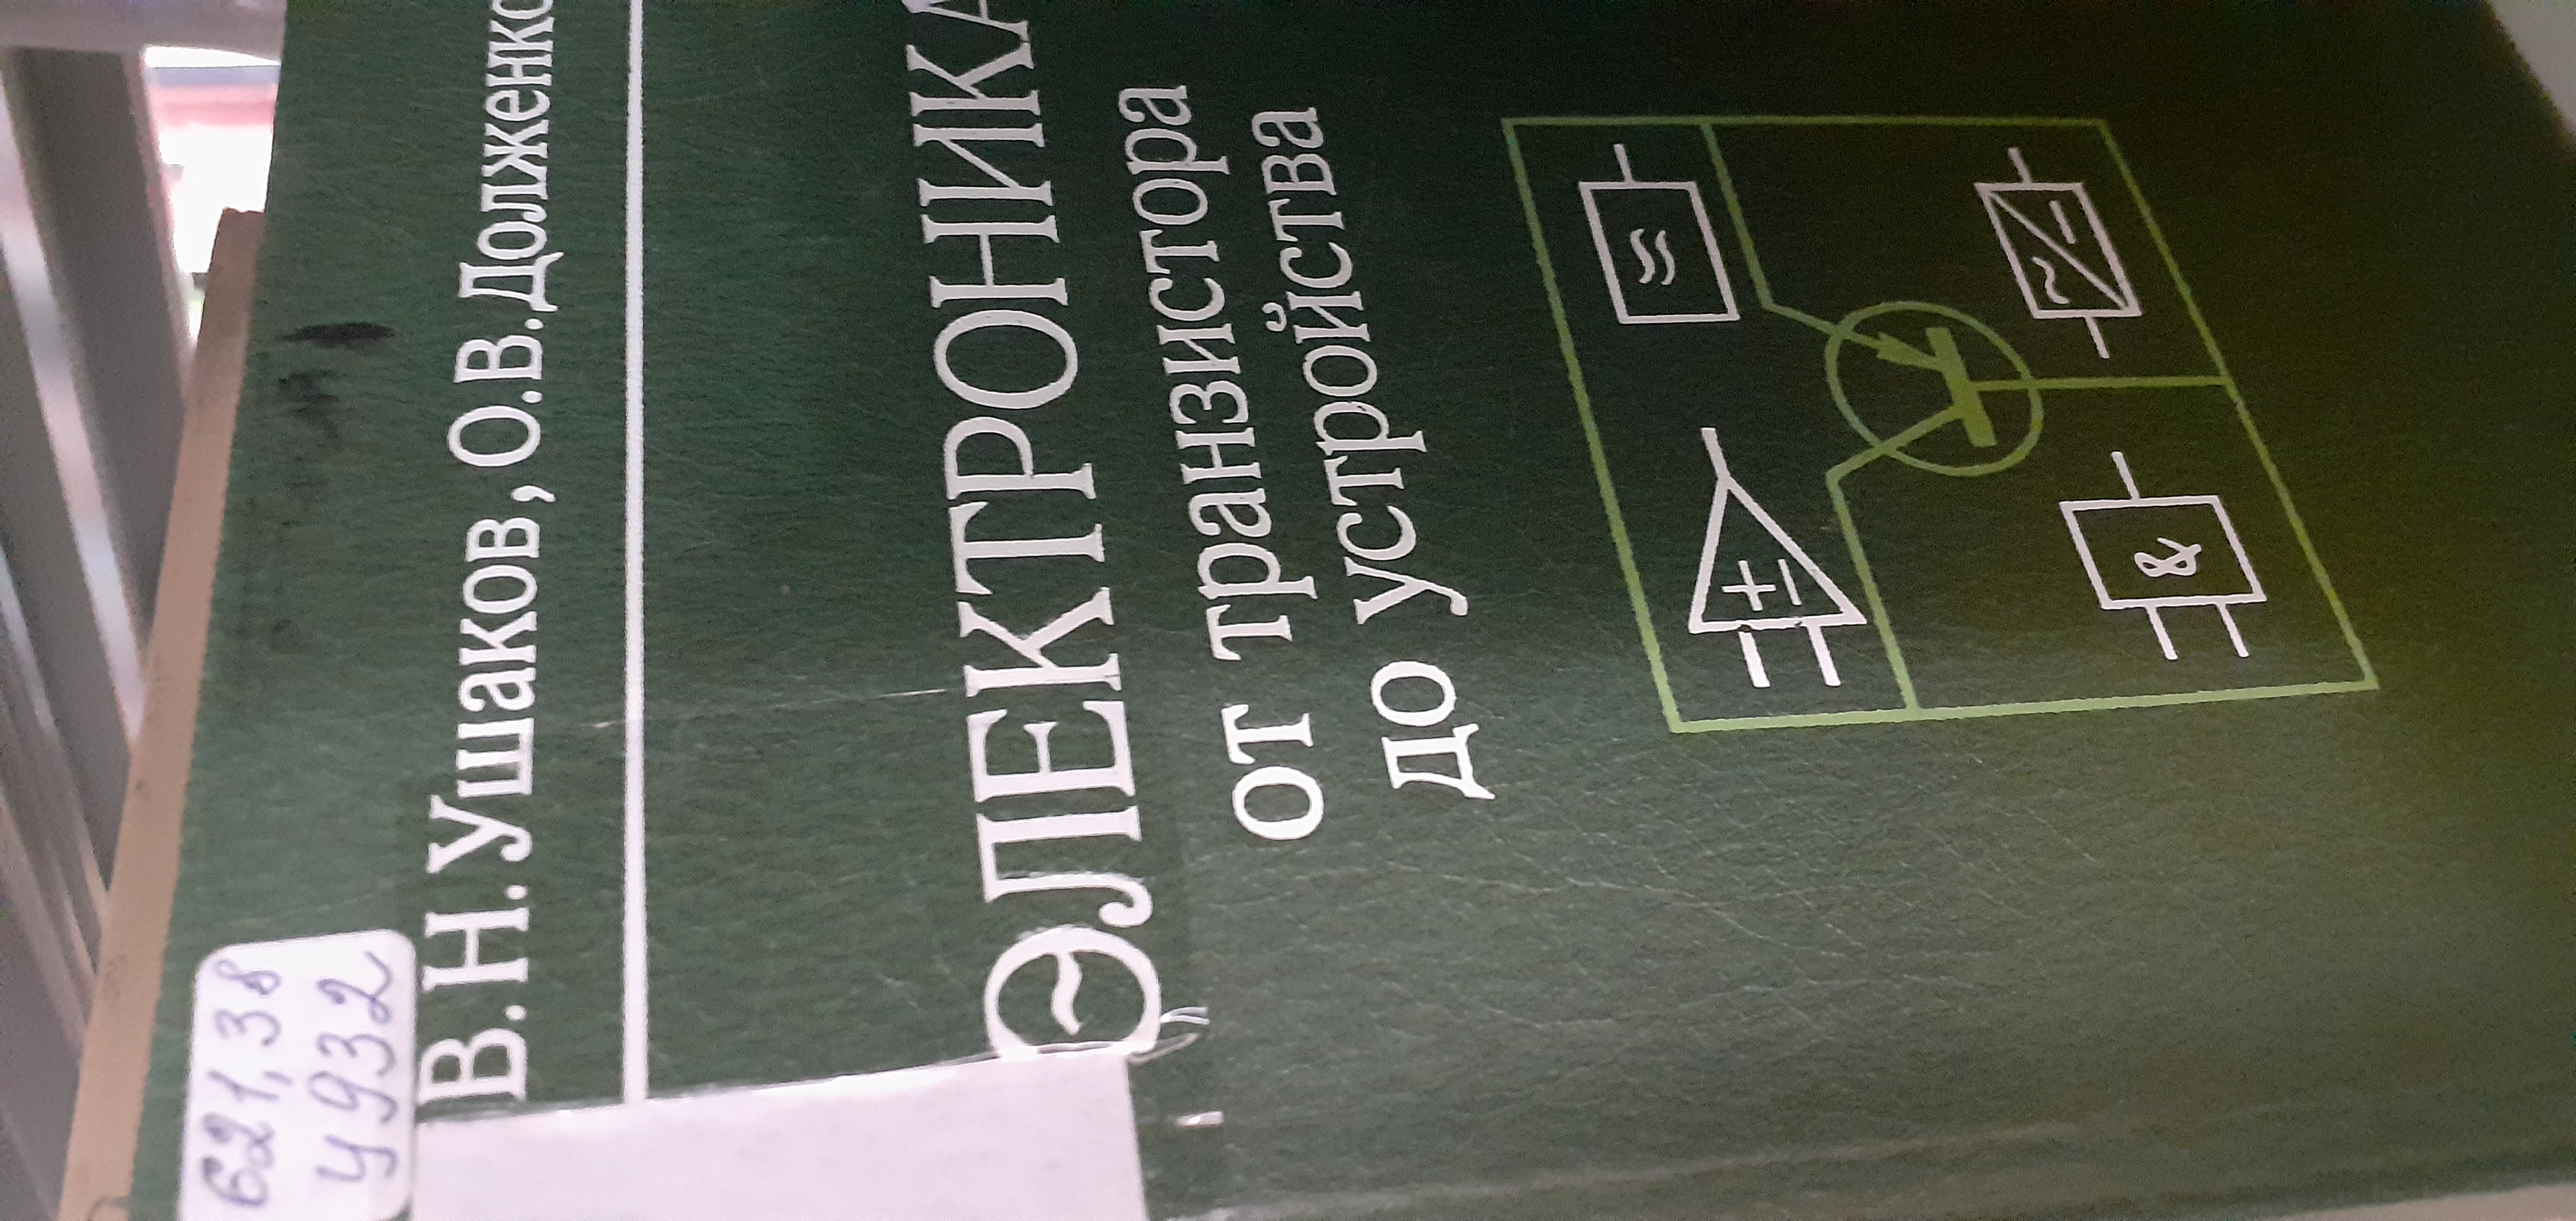 621,38
У932
В.Н.Ушаков, О.В.Долженко
ЭЛЕКТРОНИКА
от транзистора
до устройства
&